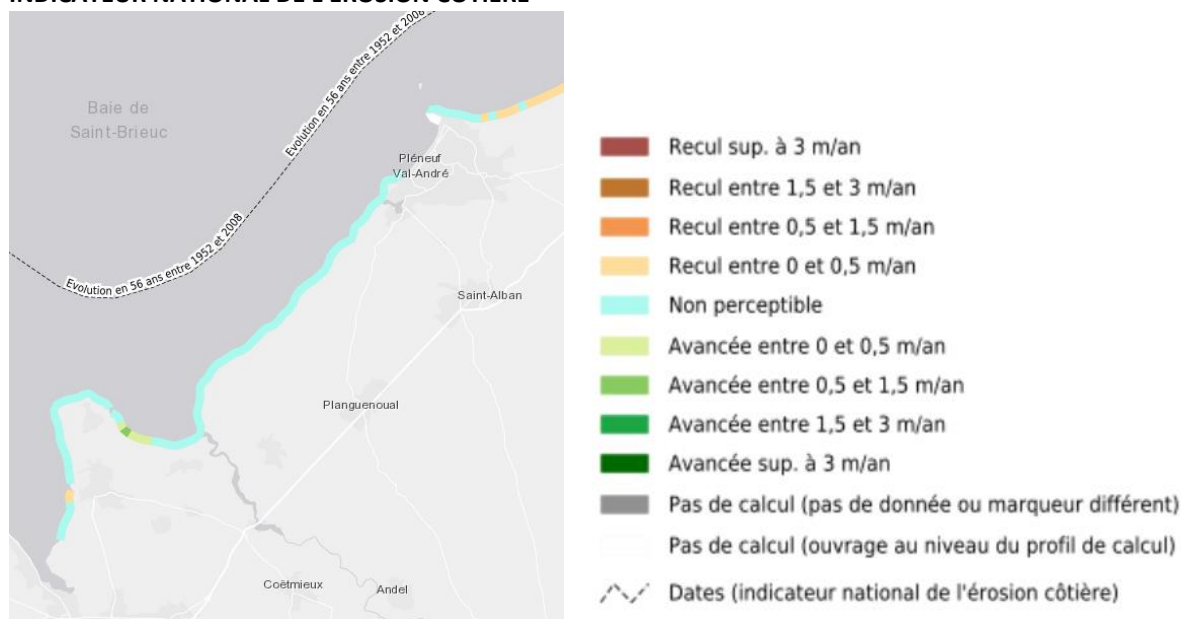 INDICATEUR NATIONAL DE L'ÉROSION CÔTIÈRE
Evolution en 56 ans entre 1952 et 2008
Baie de
Saint-Brieuc
Pléneuf
Val-André
Evolution en 56 ans entre 1952 et 2008
Saint-Alban
Planguenoual
Coëtmieux
Andel
Recul sup. à 3 m/an
Recul entre 1,5 et 3 m/an
Recul entre 0,5 et 1,5 m/an
Recul entre 0 et 0,5 m/an
Non perceptible
Avancée entre 0 et 0,5 m/an
Avancée entre 0,5 et 1,5 m/an
Avancée entre 1,5 et 3 m/an
Avancée sup. à 3 m/an
Pas de calcul (pas de donnée ou marqueur différent)
Pas de calcul (ouvrage au niveau du profil de calcul)
Dates (indicateur national de l'érosion côtière)